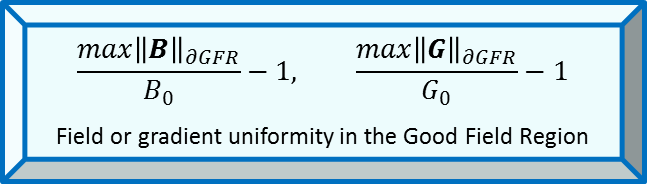 max‖B‖∂GFR / B0 − 1, max‖G‖∂GFR / G0 − 1
Field or gradient uniformity in the Good Field Region